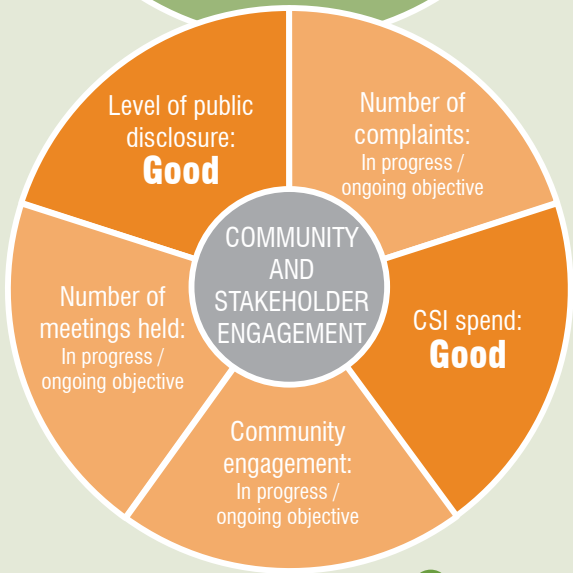 Level of public
disclosure:
Good
Number of
complaints:
In progress /
ongoing objective
COMMUNITY
AND
STAKEHOLDER
ENGAGEMENT
CSI spend:
Good
Number of
meetings held:
In progress /
ongoing objective
Community
engagement:
In progress /
ongoing objective